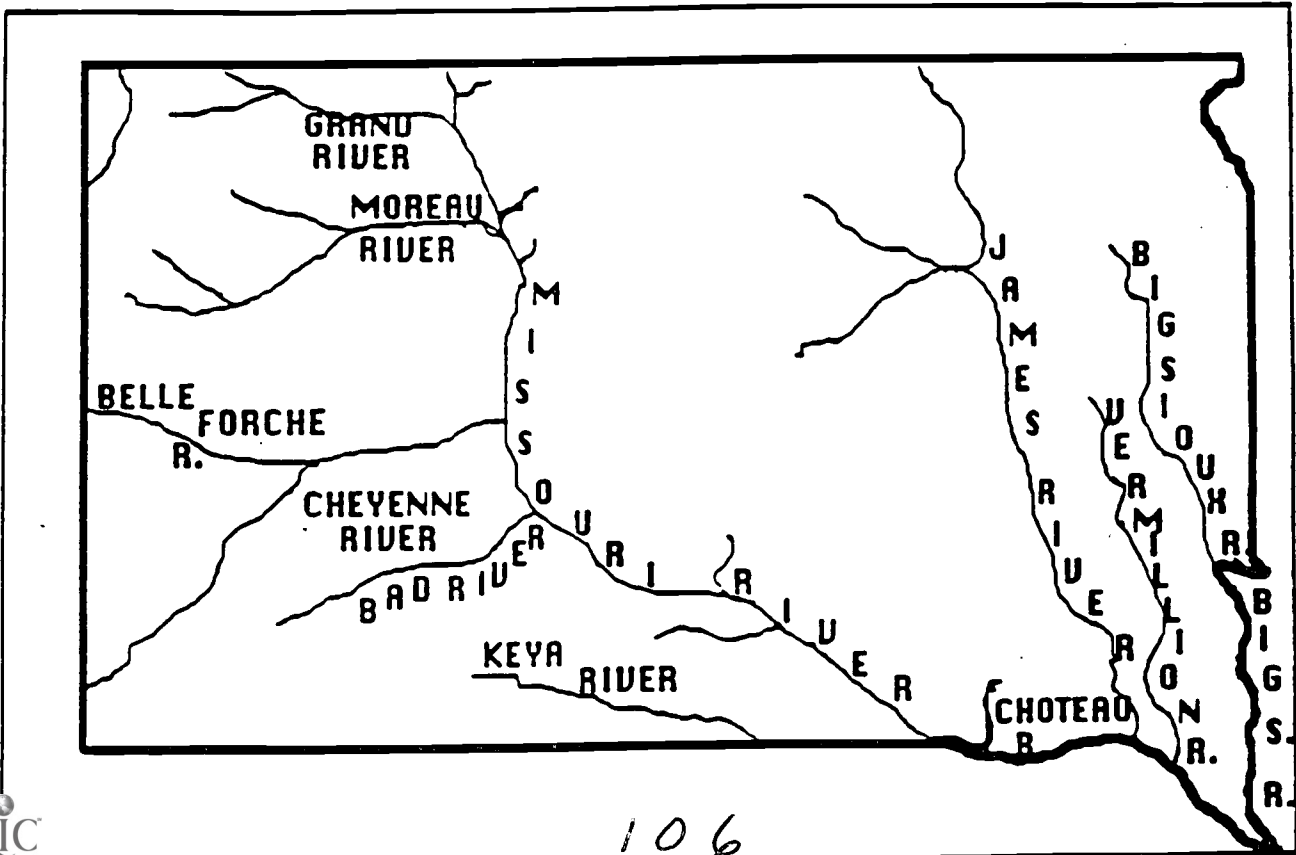 GRAND
RIVER
MOREAU
RIVER
MISSOURI RIVER
BELLE
FORCHE
R.
CHEYENNE
RIVER
BAD RIVER
KEYA
RIVER
JAMES RIVER
BIG SIOUX R.
VERMILLION R.
CHOTEAU
R
BIG S. R.
106
IC